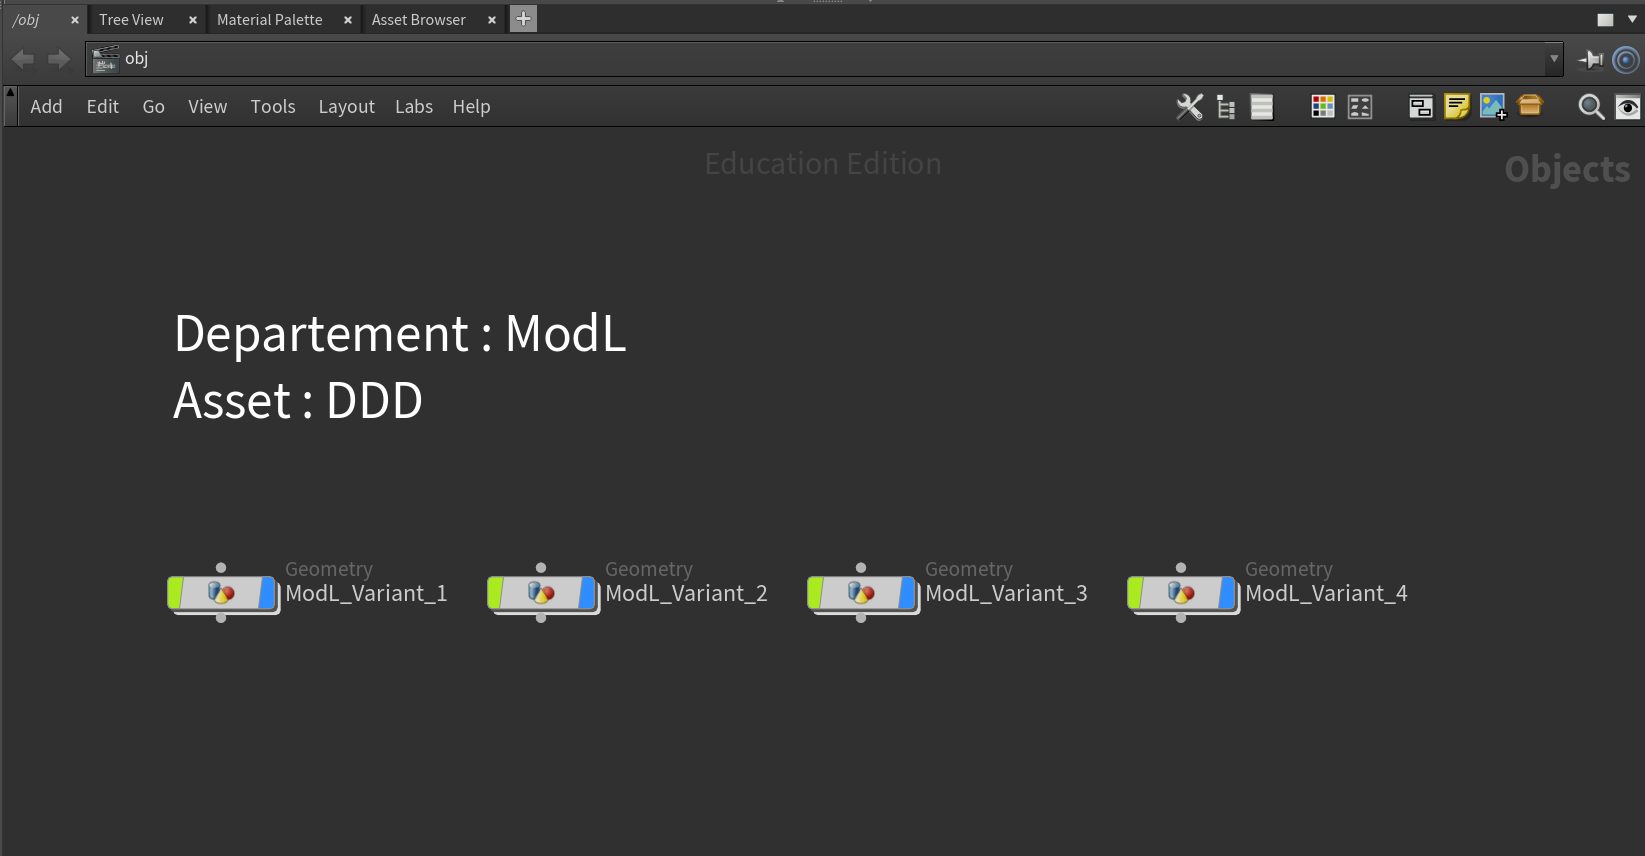 /obj Tree View Material Palette Asset Browser
obj
Add Edit Go View Tools Layout Labs Help
Education Edition
Objects
Departement : ModL
Asset : DDD
Geometry Geometry Geometry Geometry
ModL_Variant_1 ModL_Variant_2 ModL_Variant_3 ModL_Variant_4